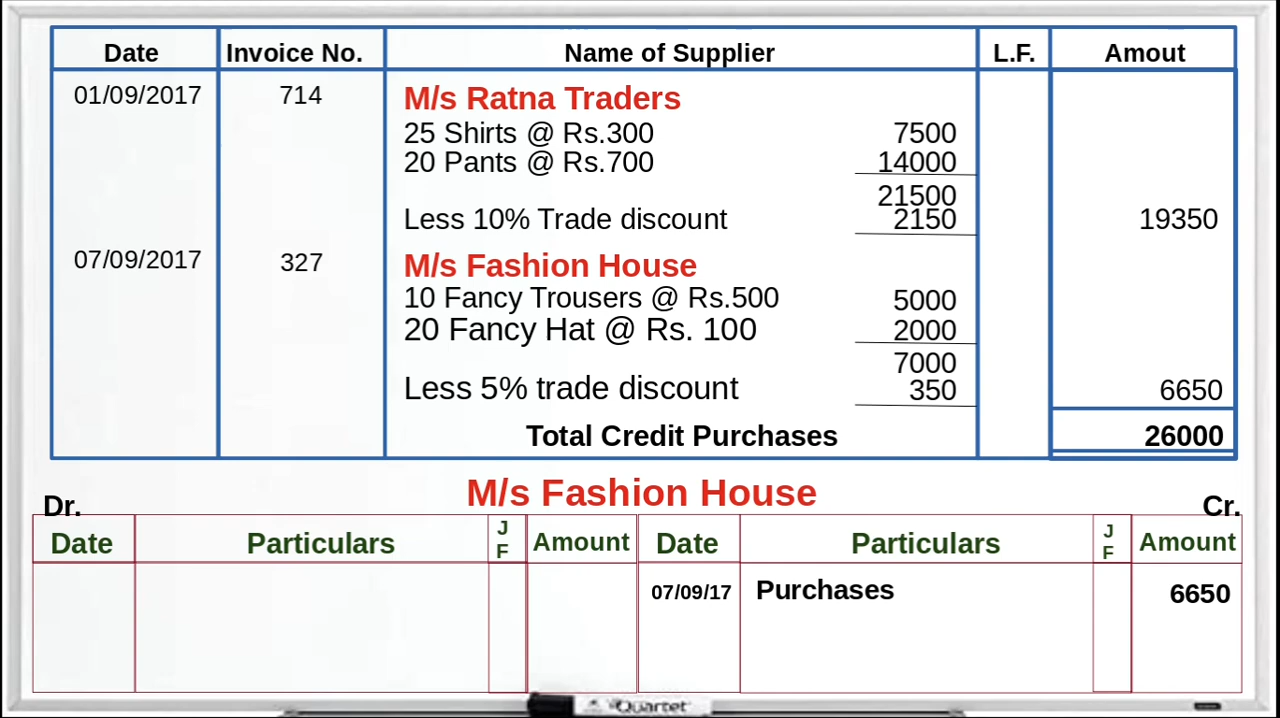 Date Invoice No. Name of Supplier L.F. Amout
01/09/2017 714 M/s Ratna Traders
25 Shirts @ Rs.300 7500
20 Pants @ Rs.700 14000
21500
Less 10% Trade discount 2150 19350
07/09/2017 327 M/s Fashion House
10 Fancy Trousers @ Rs.500 5000
20 Fancy Hat @ Rs. 100 2000
7000
Less 5% trade discount 350 6650
Total Credit Purchases 26000
M/s Fashion House
Dr. Cr.
Date Particulars J F Amount Date Particulars J F Amount
07/09/17 Purchases 6650
Quartet